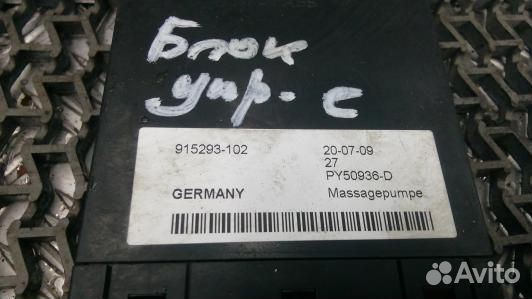 Блок
упр. с
915293-102
20-07-09
27
PY50936-D
GERMANY
Massagepumpe
Avito